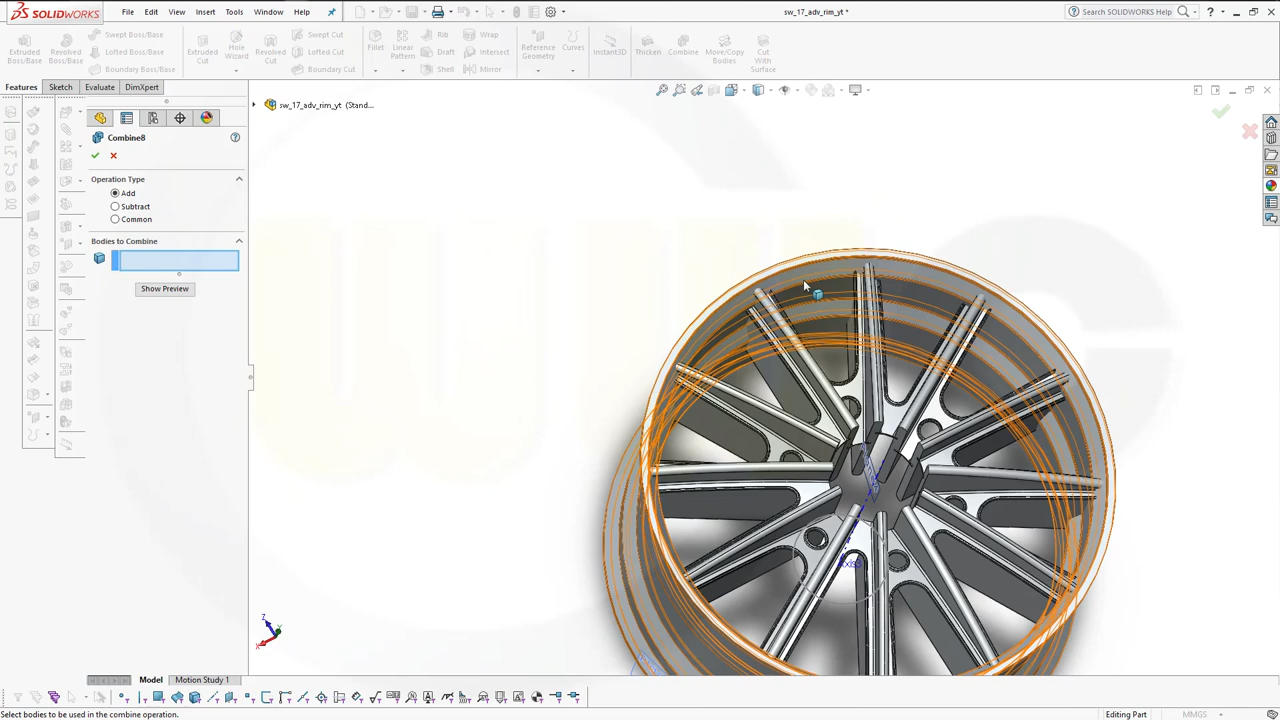 SOLIDWORKS File Edit View Insert Tools Window Help sw_17_adv_rim_yt * Search SOLIDWORKS Help ?
Extruded Boss/Base Revolved Boss/Base Swept Boss/Base Lofted Boss/Base Boundary Boss/Base Extruded Cut Hole Wizard Revolved Cut Swept Cut Lofted Cut Boundary Cut Fillet Linear Pattern Rib Draft Shell Wrap Intersect Mirror Reference Geometry Curves Instant3D Thicken Combine Move/Copy Bodies Cut With Surface
Features Sketch Evaluate DimXpert
sw_17_adv_rim_yt (Stand...
Combine8
Operation Type
Add
Subtract
Common
Bodies to Combine
Show Preview
Axis
Z
X
Model Motion Study 1
Select bodies to be used in the combine operation. Editing Part MMGS